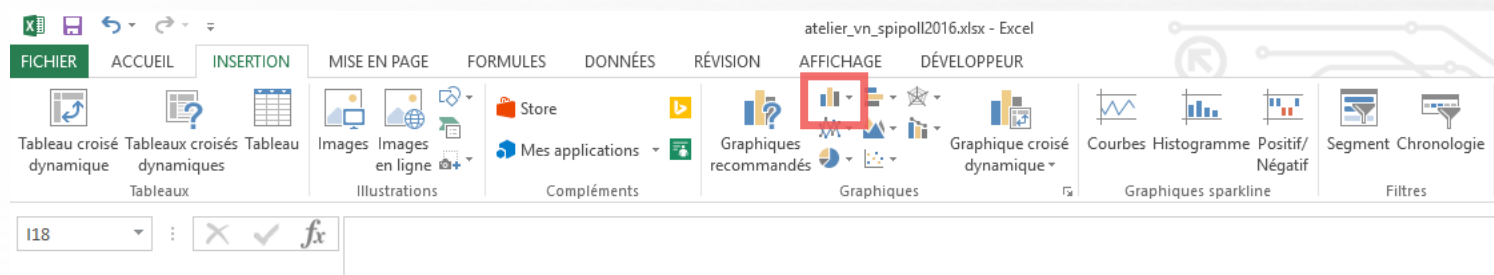 atelier_vn_spipoll2016.xlsx - Excel
FICHIER ACCUEIL INSERTION MISE EN PAGE FORMULES DONNÉES RÉVISION AFFICHAGE DÉVELOPPEUR
Tableau croisé
dynamique
Tableaux croisés
dynamiques
Tableau
Tableaux
Images
Images
en ligne
Illustrations
Store
Mes applications
Compléments
Graphiques
recommandés
Graphique croisé
dynamique
Graphiques
Courbes
Histogramme
Positif/
Négatif
Graphiques sparkline
Segment
Chronologie
Filtres
I18
fx